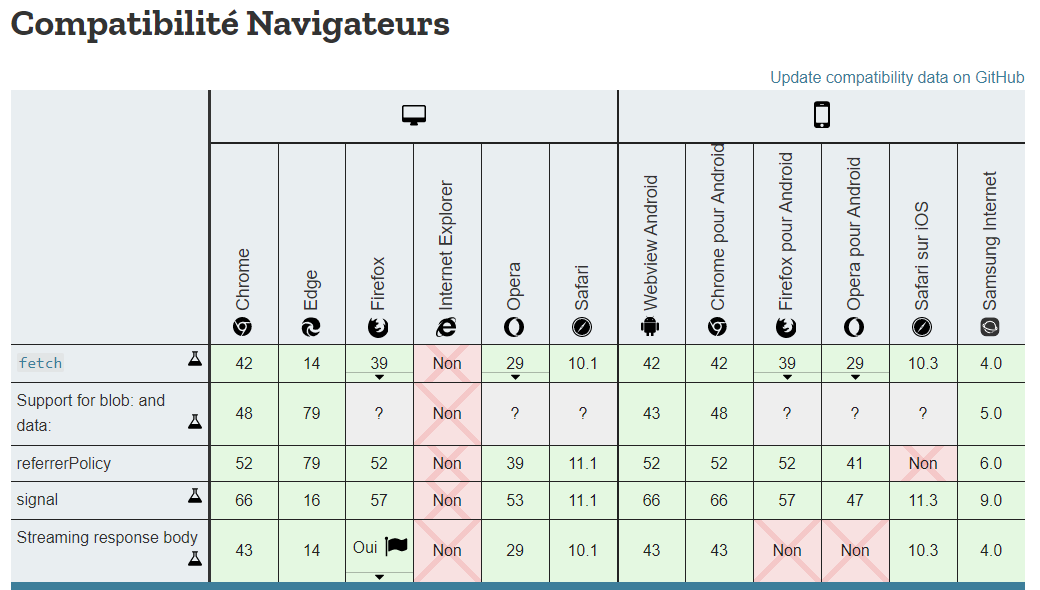 Compatibilité Navigateurs
Update compatibility data on GitHub
Chrome
Edge
Firefox
Internet Explorer
Opera
Safari
Webview Android
Chrome pour Android
Firefox pour Android
Opera pour Android
Safari sur iOS
Samsung Internet
fetch 42 14 39 Non 29 10.1 42 42 39 29 10.3 4.0
Support for blob: and
data: 48 79 ? Non ? ? 43 48 ? ? ? 5.0
referrerPolicy 52 79 52 Non 39 11.1 52 52 52 41 Non 6.0
signal 66 16 57 Non 53 11.1 66 66 57 47 11.3 9.0
Streaming response body 43 14 Oui Non 29 10.1 43 43 Non Non 10.3 4.0